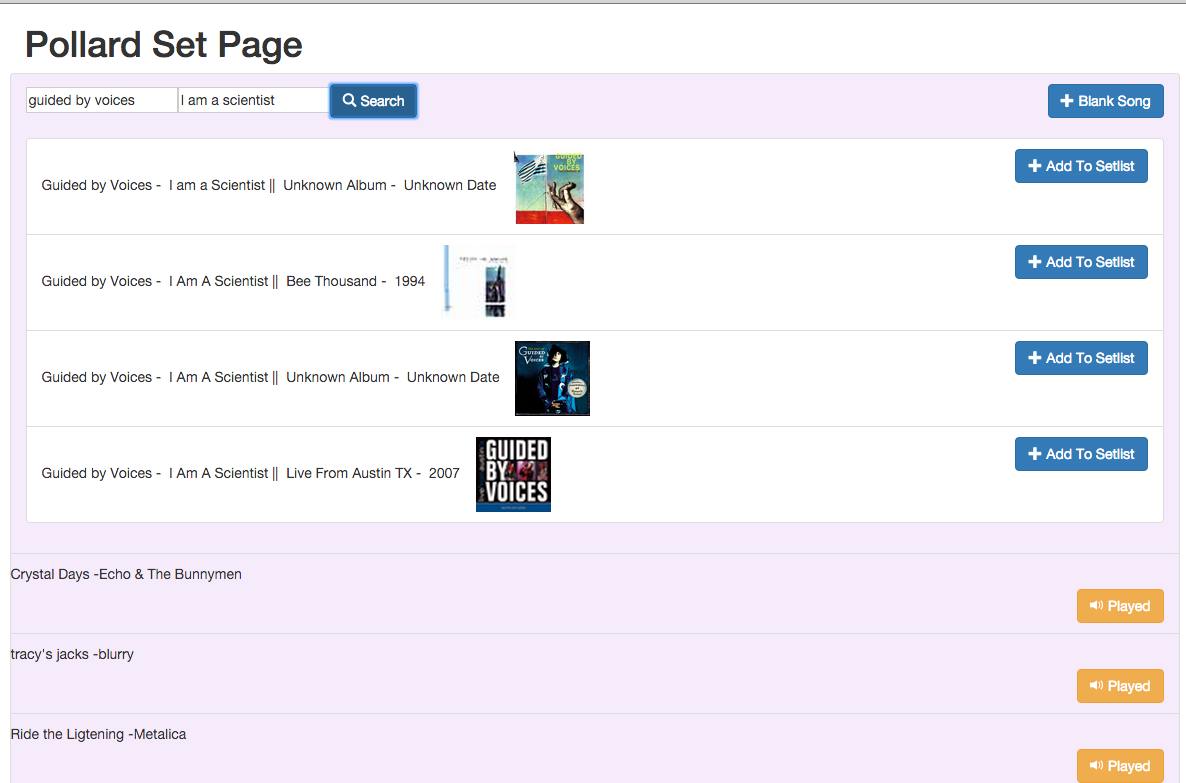 Pollard Set Page
guided by voices I am a scientist Search Blank Song
Guided by Voices - I am a Scientist || Unknown Album - Unknown Date GUIDED BY VOICES Add To Setlist
Guided by Voices - I Am A Scientist || Bee Thousand - 1994 Add To Setlist
Guided by Voices - I Am A Scientist || Unknown Album - Unknown Date GUIDED BY VOICES Add To Setlist
Guided by Voices - I Am A Scientist || Live From Austin TX - 2007 GUIDED BY VOICES Add To Setlist
Crystal Days -Echo & The Bunnymen
Played
tracy's jacks -blurry
Played
Ride the Ligtening -Metalica
Played